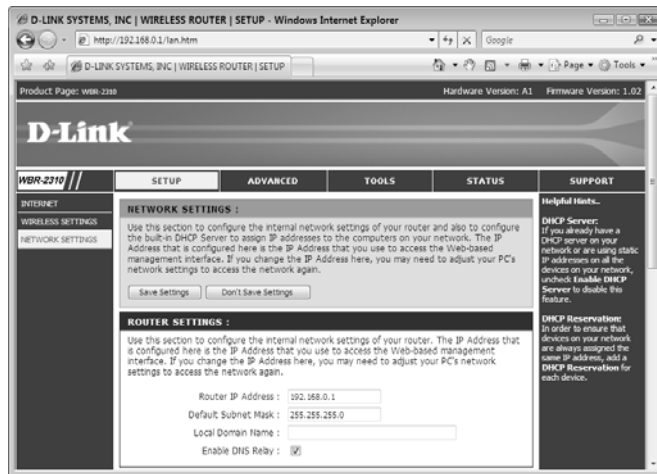 D-LINK SYSTEMS, INC | WIRELESS ROUTER | SETUP - Windows Internet Explorer
http://192.168.0.1/lan.htm
Google
D-LINK SYSTEMS, INC | WIRELESS ROUTER | SETUP
Page
Tools
Product Page: WBR-2310
Hardware Version: A1
Firmware Version: 1.02
D-Link
WBR-2310
SETUP
ADVANCED
TOOLS
STATUS
SUPPORT
INTERNET
WIRELESS SETTINGS
NETWORK SETTINGS
NETWORK SETTINGS :
Use this section to configure the internal network settings of your router and also to configure
the built-in DHCP Server to assign IP addresses to the computers on your network. The IP
Address that is configured here is the IP Address that you use to access the Web-based
management interface. If you change the IP Address here, you may need to adjust your PC's
network settings to access the network again.
Save Settings
Don't Save Settings
ROUTER SETTINGS :
Use this section to configure the internal network settings of your router. The IP Address that
is configured here is the IP Address that you use to access the Web-based management
interface. If you change the IP Address here, you may need to adjust your PC's network
settings to access the network again.
Router IP Address : 192.168.0.1
Default Subnet Mask : 255.255.255.0
Local Domain Name :
Enable DNS Relay :
Helpful Hints..
DHCP Server:
If you already have a
DHCP server on your
network or are using static
IP addresses on all the
devices on your network,
uncheck Enable DHCP
Server to disable this
feature.
DHCP Reservation:
In order to ensure that
devices on your network
are always assigned the
same IP address, add a
DHCP Reservation for
each device.